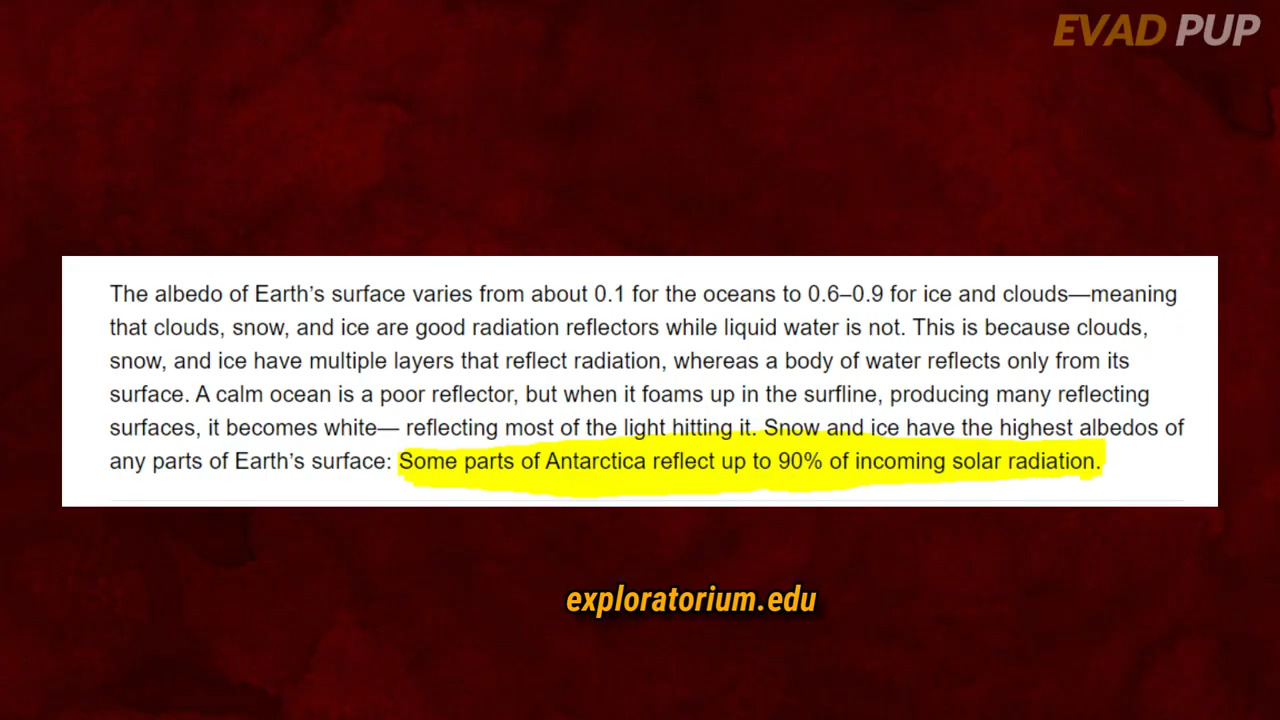 EVAD PUP
The albedo of Earth’s surface varies from about 0.1 for the oceans to 0.6–0.9 for ice and clouds—meaning
that clouds, snow, and ice are good radiation reflectors while liquid water is not. This is because clouds,
snow, and ice have multiple layers that reflect radiation, whereas a body of water reflects only from its
surface. A calm ocean is a poor reflector, but when it foams up in the surfline, producing many reflecting
surfaces, it becomes white— reflecting most of the light hitting it. Snow and ice have the highest albedos of
any parts of Earth’s surface: Some parts of Antarctica reflect up to 90% of incoming solar radiation.
exploratorium.edu